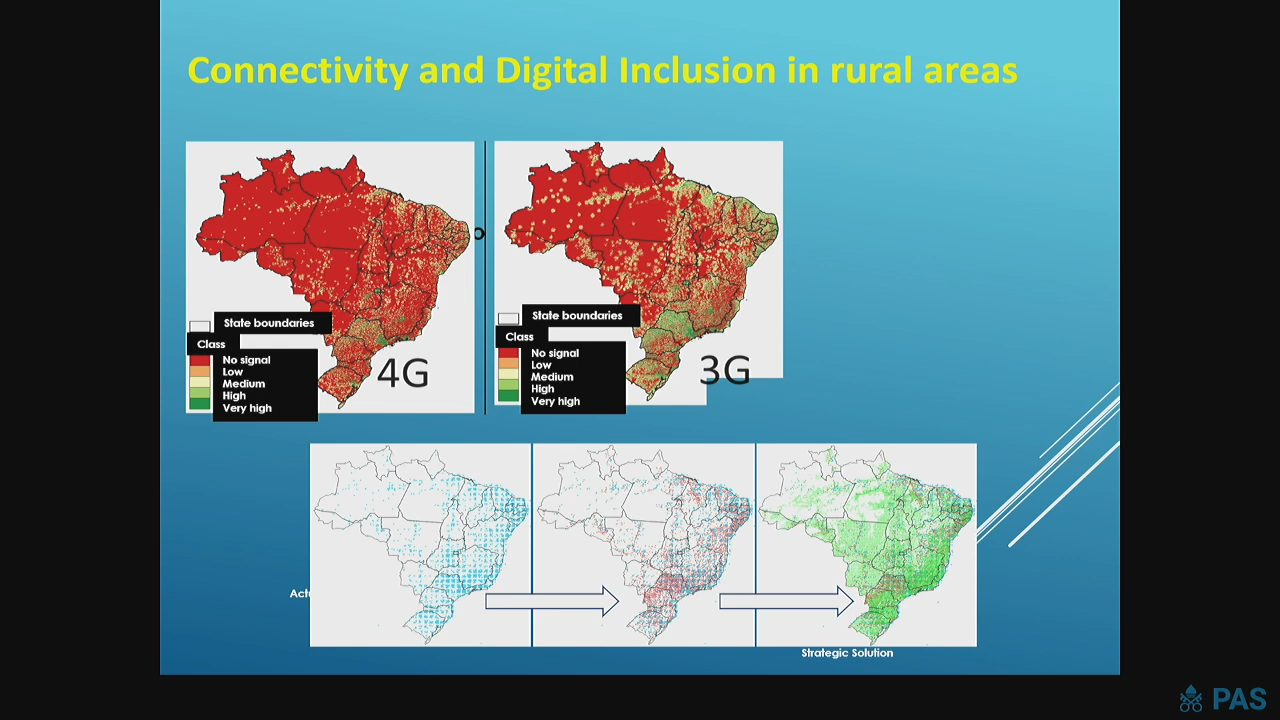 Connectivity and Digital Inclusion in rural areas
State boundaries
Class
No signal
Low
Medium
High
Very high
4G
State boundaries
Class
No signal
Low
Medium
High
Very high
3G
Strategic Solution
PAS